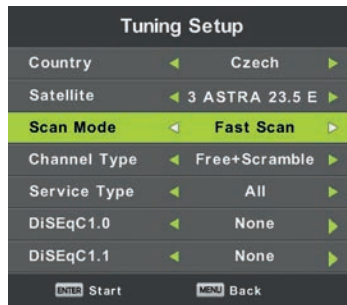 Tuning Setup
Country Czech
Satellite 3 ASTRA 23.5 E
Scan Mode Fast Scan
Channel Type Free+Scramble
Service Type All
DiSEqC1.0 None
DiSEqC1.1 None
ENTER Start MENU Back